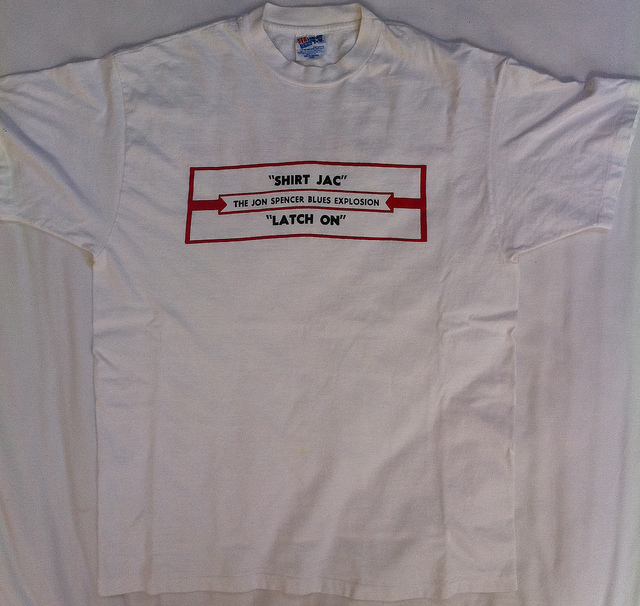 "SHIRT JAC"
THE JON SPENCER BLUES EXPLOSION
"LATCH ON"